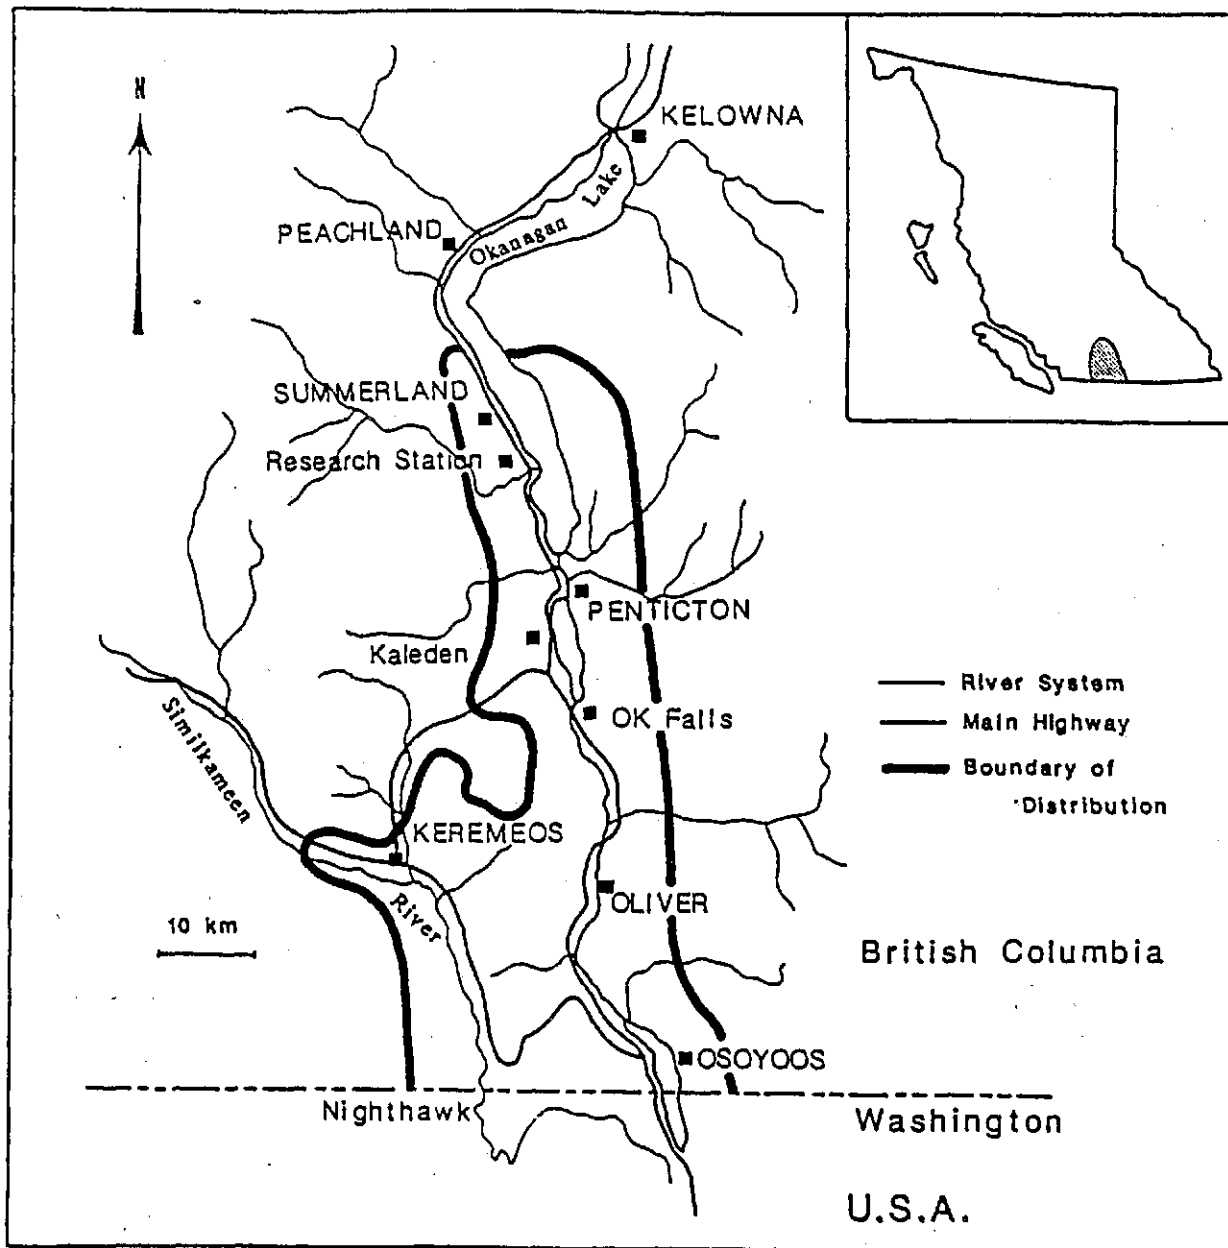 N
KELOWNA
Okanagan Lake
PEACHLAND
SUMMERLAND
Research Station
PENTICTON
Kaleden
OK Falls
Similkameen
River
KEREMEOS
OLIVER
10 km
OSOYOOS
Nighthawk
River System
Main Highway
Boundary of
Distribution
British Columbia
Washington
U.S.A.